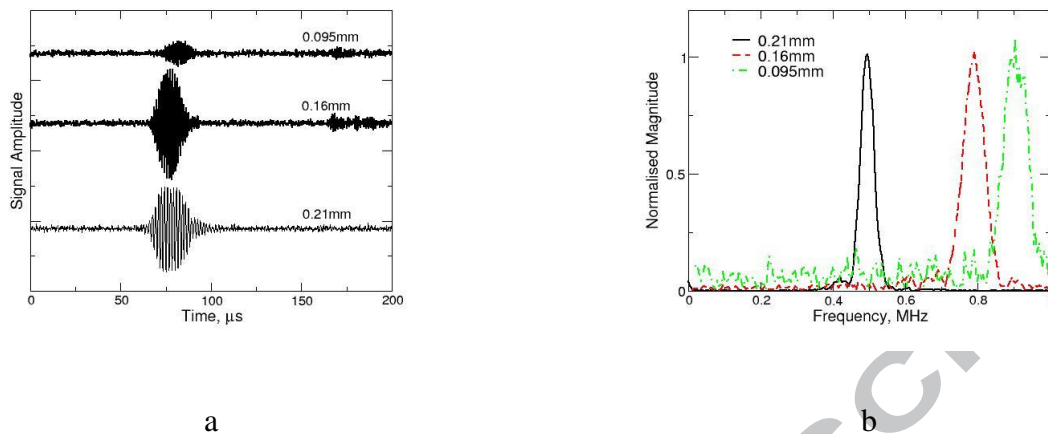 0.095mm
0.16mm
0.21mm
Signal Amplitude
0 50 100 150 200
Time, μs
a
0.21mm
0.16mm
0.095mm
Normalised Magnitude
1
0.5
0
0 0.2 0.4 0.6 0.8
Frequency, MHz
b